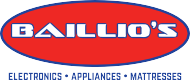 BAILLIO'S
ELECTRONICS • APPLIANCES • MATTRESSES